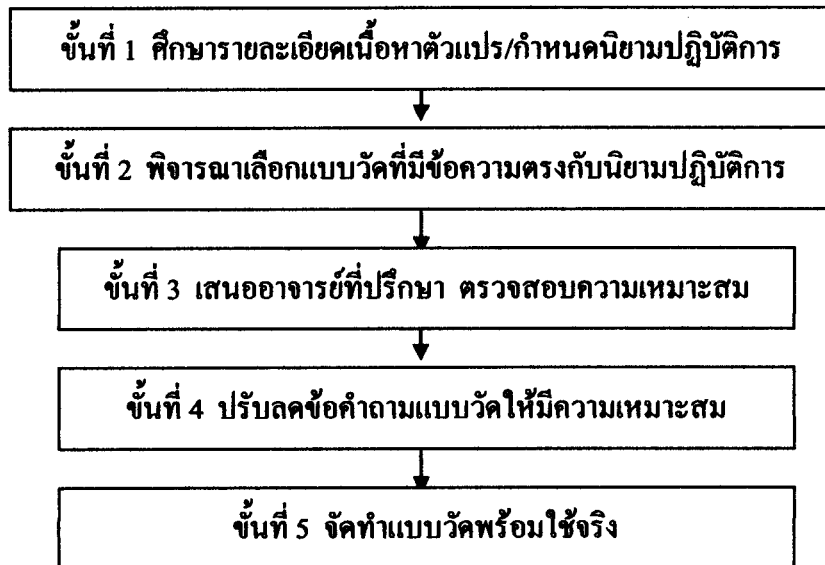 ขั้นที่ 1 ศึกษารายละเอียดเนื้อหาตัวแปร/กำหนดนิยามปฏิบัติการ
ขั้นที่ 2 พิจารณาเลือกแบบวัดที่มีข้อความตรงกับนิยามปฏิบัติการ
ขั้นที่ 3 เสนออาจารย์ที่ปรึกษา ตรวจสอบความเหมาะสม
ขั้นที่ 4 ปรับลดข้อคำถามแบบวัดให้มีความเหมาะสม
ขั้นที่ 5 จัดทำแบบวัดพร้อมใช้จริง